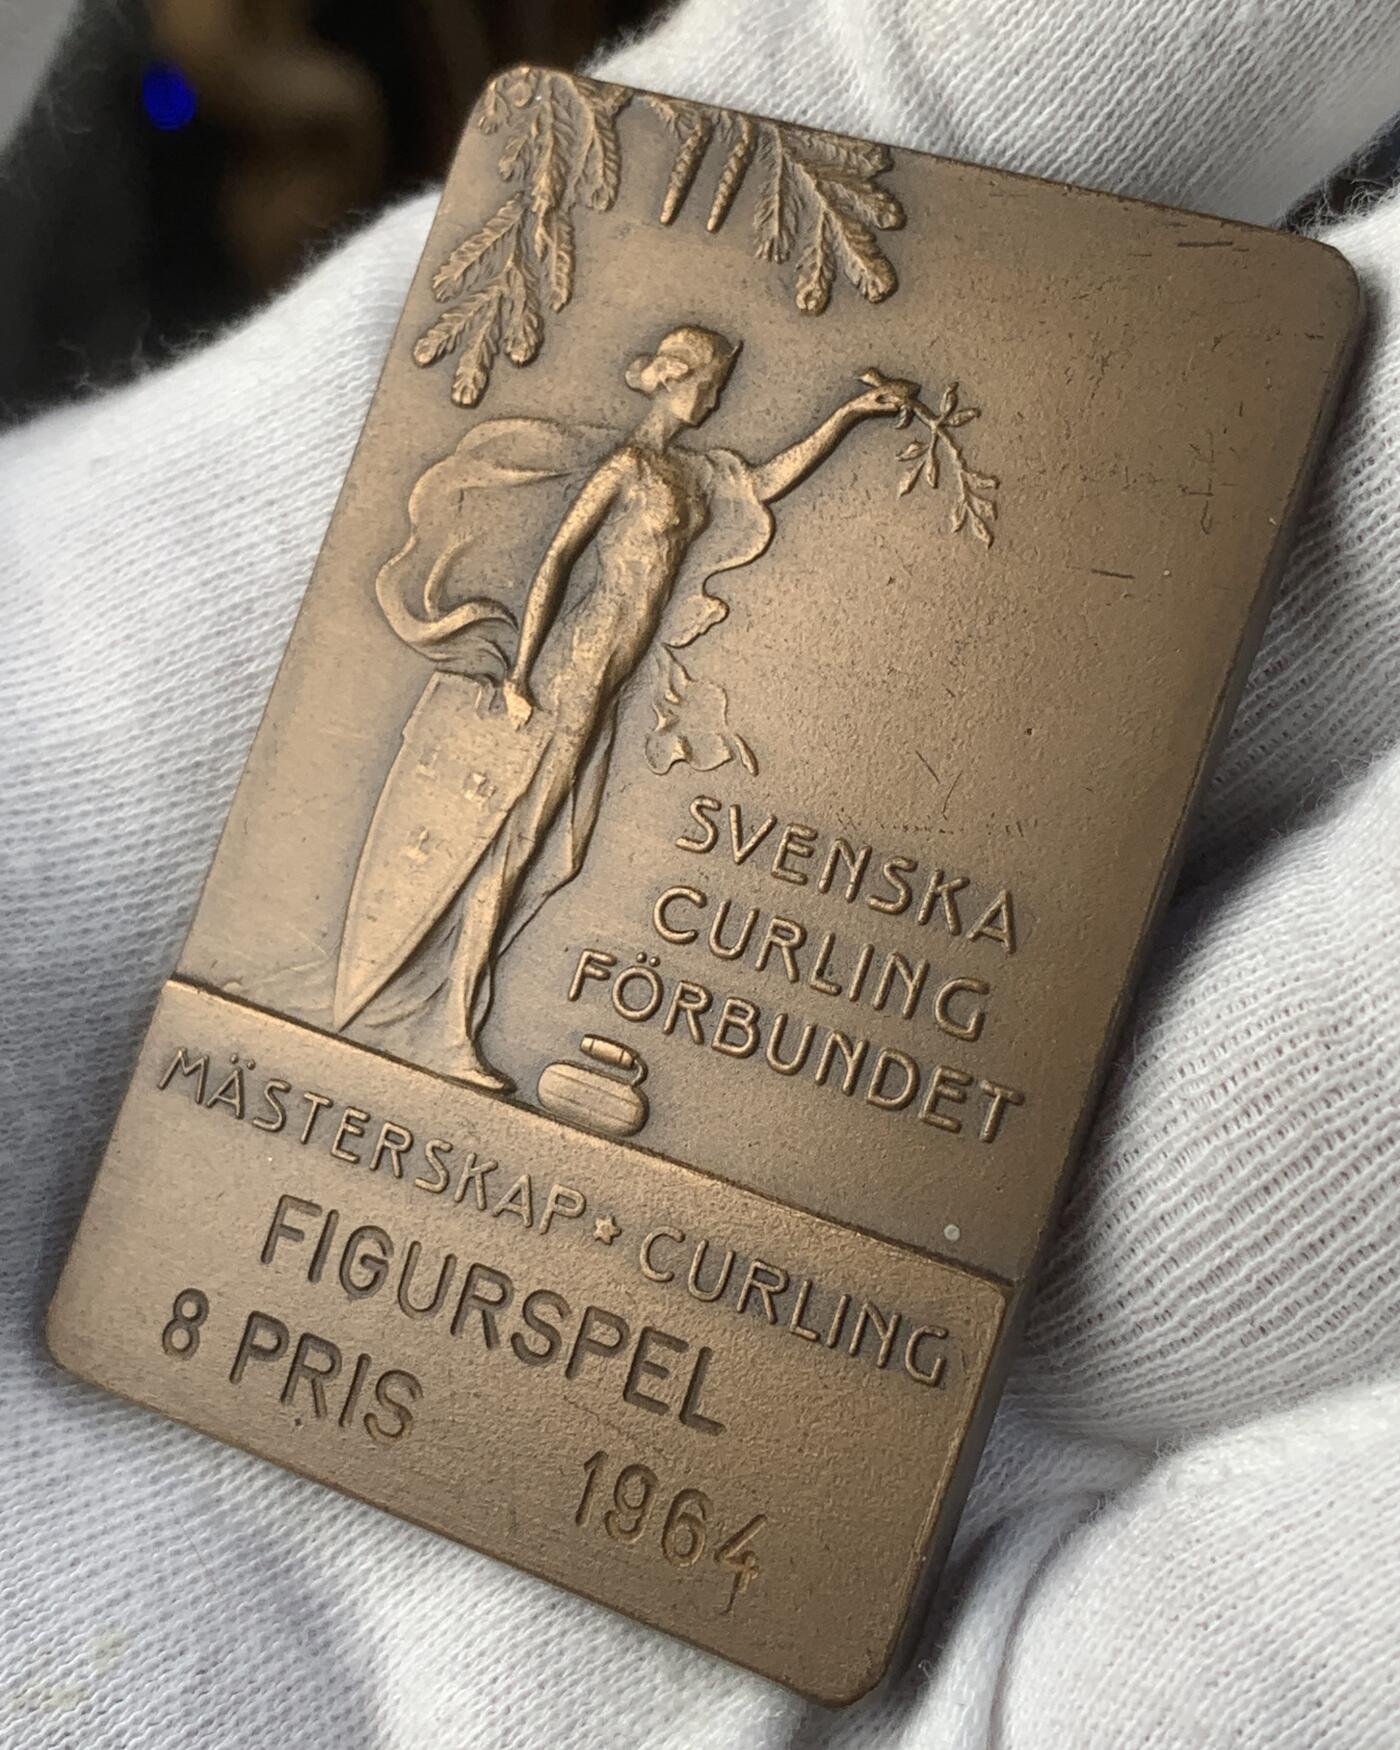 SVENSKA
CURLING
FÖRBUNDET
MÄSTERSKAP ★ CURLING
FIGURSPEL
8 PRIS
1964